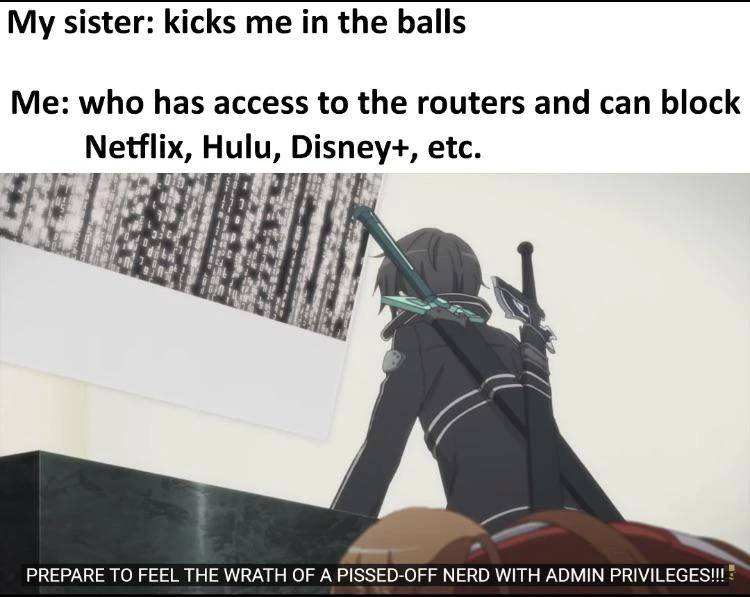 My sister: kicks me in the balls
Me: who has access to the routers and can block
Netflix, Hulu, Disney+, etc.
PREPARE TO FEEL THE WRATH OF A PISSED-OFF NERD WITH ADMIN PRIVILEGES!!!